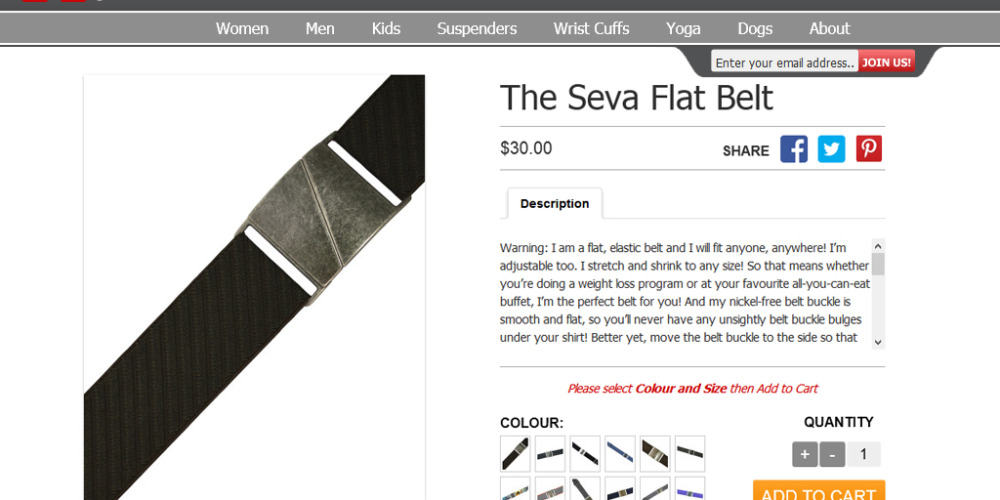 Women Men Kids Suspenders Wrist Cuffs Yoga Dogs About
Enter your email address.. JOIN US!
The Seva Flat Belt
$30.00
SHARE
Description
Warning: I am a flat, elastic belt and I will fit anyone, anywhere! I'm
adjustable too. I stretch and shrink to any size! So that means whether
you're doing a weight loss program or at your favourite all-you-can-eat
buffet, I'm the perfect belt for you! And my nickel-free belt buckle is
smooth and flat, so you'll never have any unsightly belt buckle bulges
under your shirt! Better yet, move the belt buckle to the side so that
Please select Colour and Size then Add to Cart
COLOUR:
QUANTITY
+ - 1
ADD TO CART